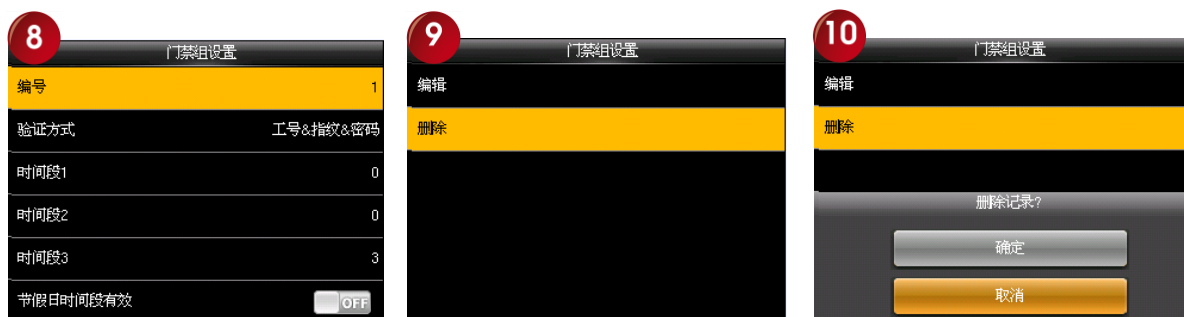 8
门禁组设置
编号 1
验证方式 工号&指纹&密码
时间段1 0
时间段2 0
时间段3 3
节假日时间段有效 OFF
9
门禁组设置
编辑
删除
10
门禁组设置
编辑
删除
删除记录?
确定
取消